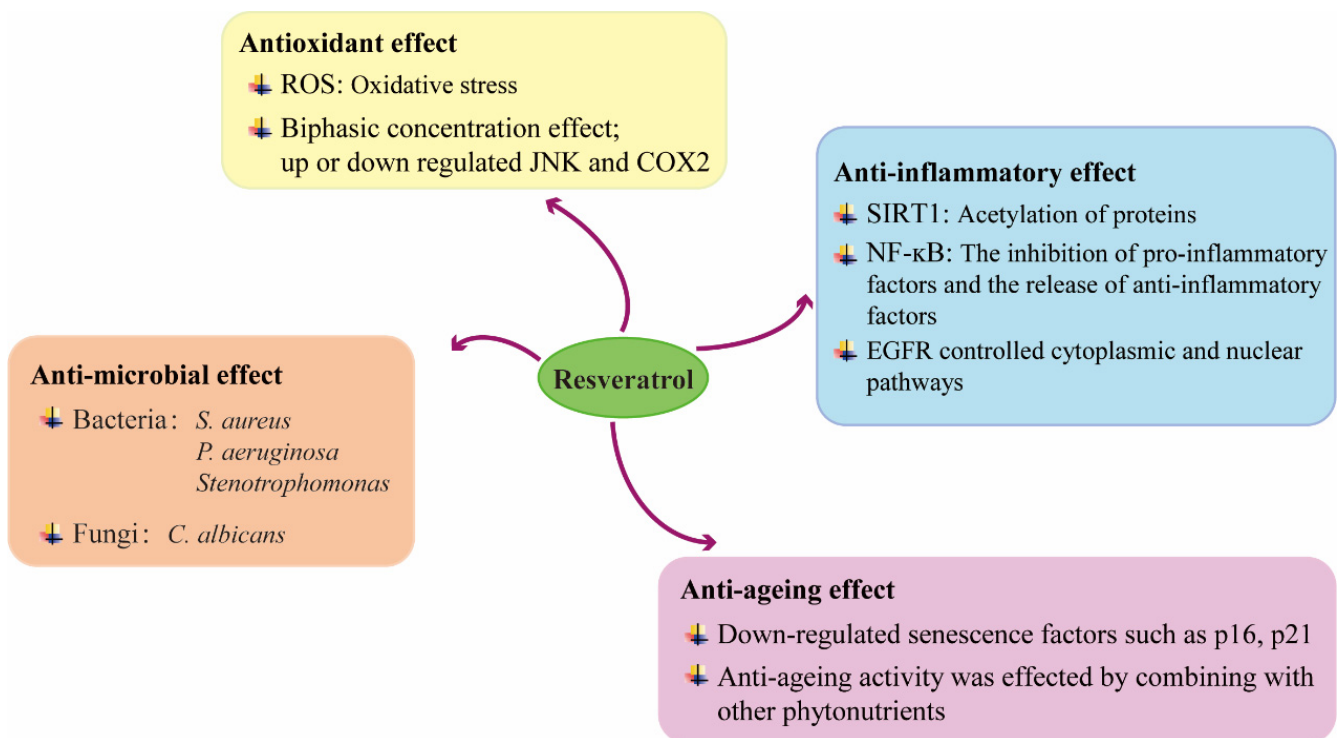 Antioxidant effect
ROS: Oxidative stress
Biphasic concentration effect;
up or down regulated JNK and COX2
Anti-inflammatory effect
SIRT1: Acetylation of proteins
NF-κB: The inhibition of pro-inflammatory
factors and the release of anti-inflammatory
factors
EGFR controlled cytoplasmic and nuclear
pathways
Resveratrol
Anti-microbial effect
Bacteria: S. aureus
P. aeruginosa
Stenotrophomonas
Fungi: C. albicans
Anti-ageing effect
Down-regulated senescence factors such as p16, p21
Anti-ageing activity was effected by combining with
other phytonutrients